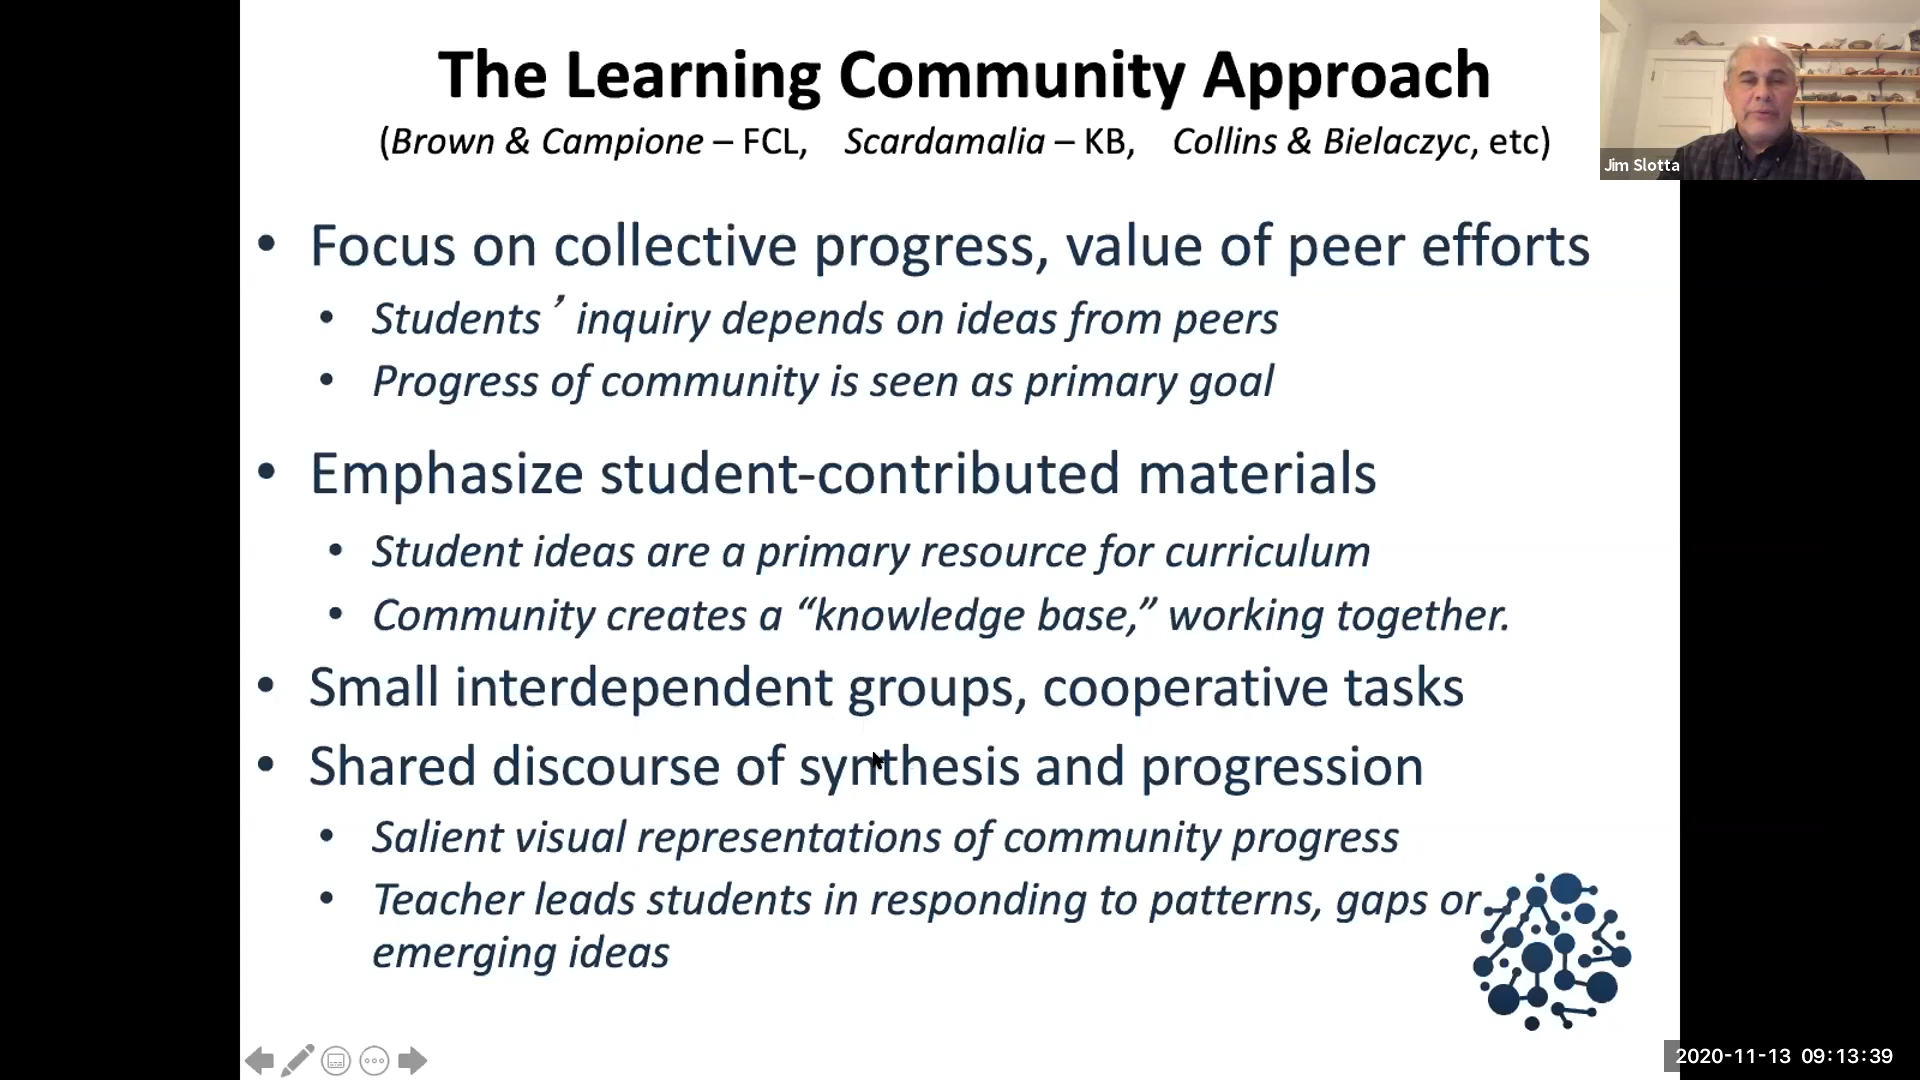 The Learning Community Approach
(Brown & Campione – FCL, Scardamalia – KB, Collins & Bielaczyc, etc)
Jim Slotta
• Focus on collective progress, value of peer efforts
• Students’ inquiry depends on ideas from peers
• Progress of community is seen as primary goal
• Emphasize student-contributed materials
• Student ideas are a primary resource for curriculum
• Community creates a “knowledge base,” working together.
• Small interdependent groups, cooperative tasks
• Shared discourse of synthesis and progression
• Salient visual representations of community progress
• Teacher leads students in responding to patterns, gaps or
emerging ideas
2020-11-13 09:13:39